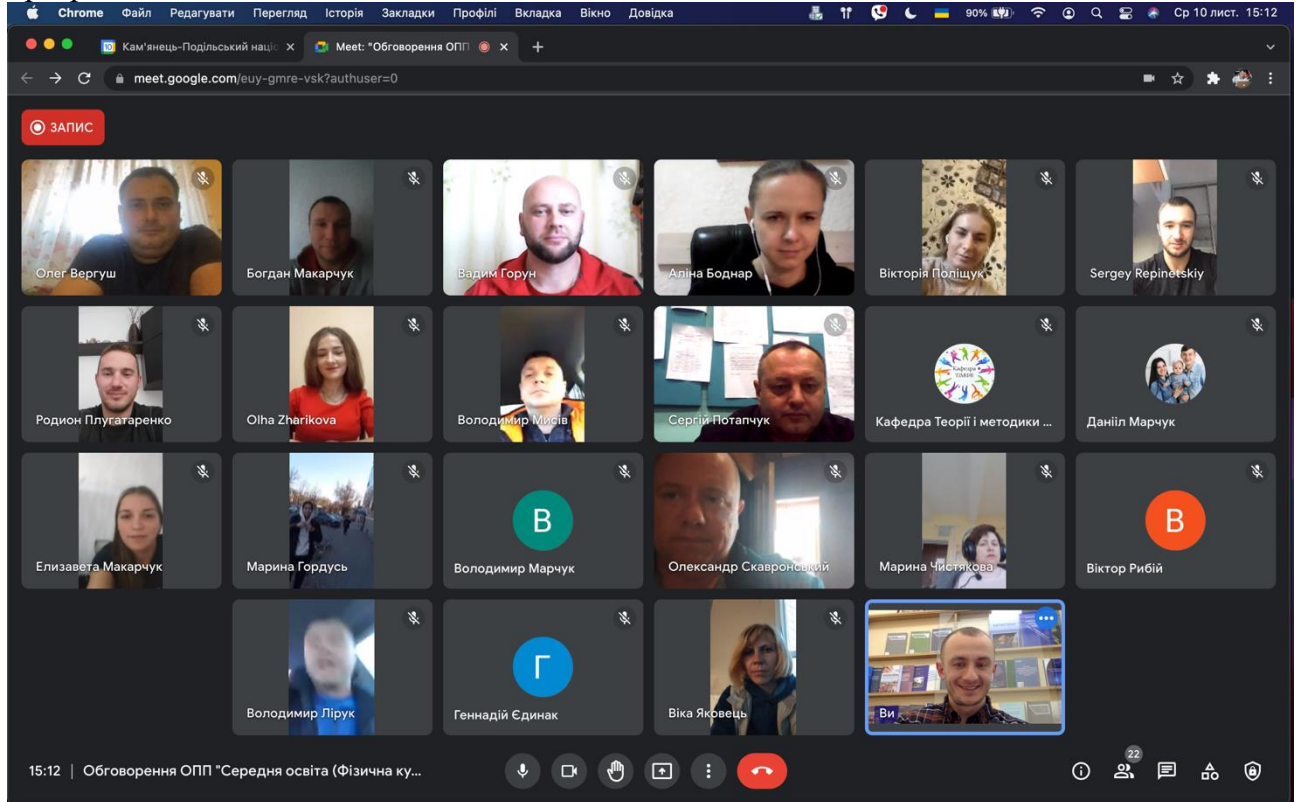 Chrome Файл Редагувати Перегляд Історія Закладки Профілі Вкладка Вікно Довідка 90% Ср 10 лист. 15:12
Кам'янець-Подільський націо Meet: "Обговорення ОПП
meet.google.com/euy-gmre-vsk?authuser=0
ЗАПИС
Олег Вергуш
Богдан Макарчук
Вадим Горун
Аліна Боднар
Вікторія Поліщук
Sergey Repinetskiy
Родион Плугатаренко
Olha Zharikova
Володимир Мисів
Сергій Потапчук
Кафедра Теорії і методики ...
Данііл Марчук
Елизавета Макарчук
Марина Гордусь
В
Володимир Марчук
Олександр Скавронський
Марина Чистякова
В
Віктор Рибій
Володимир Лірук
Г
Геннадій Єдинак
Віка Яковець
Ви
15:12 | Обговорення ОПП "Середня освіта (Фізична ку...
22